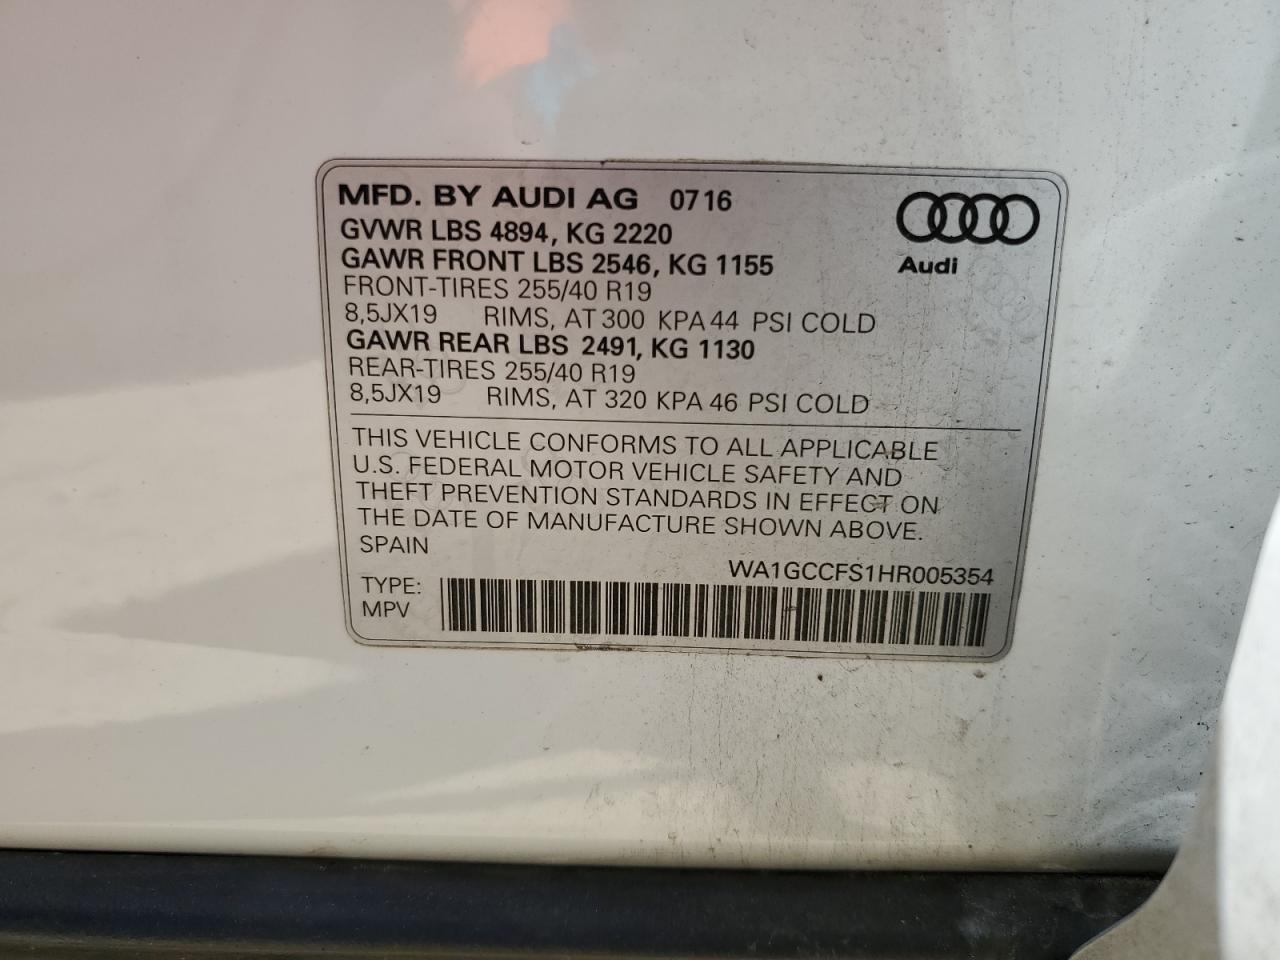 MFD. BY AUDI AG 0716
GVWR LBS 4894, KG 2220
GAWR FRONT LBS 2546, KG 1155
FRONT-TIRES 255/40 R19
8,5JX19 RIMS, AT 300 KPA 44 PSI COLD
GAWR REAR LBS 2491, KG 1130
REAR-TIRES 255/40 R19
8,5JX19 RIMS, AT 320 KPA 46 PSI COLD
Audi
THIS VEHICLE CONFORMS TO ALL APPLICABLE
U.S. FEDERAL MOTOR VEHICLE SAFETY AND
THEFT PREVENTION STANDARDS IN EFFECT ON
THE DATE OF MANUFACTURE SHOWN ABOVE.
SPAIN
WA1GCCFS1HR005354
TYPE:
MPV